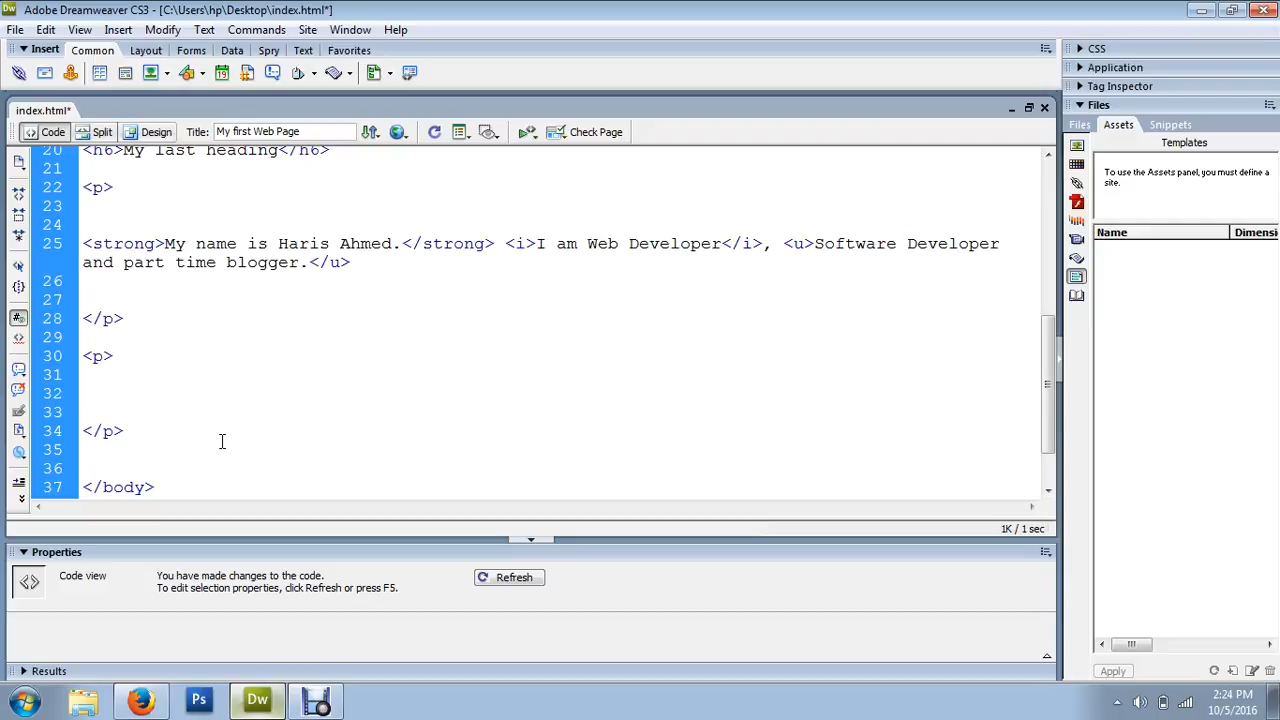 Adobe Dreamweaver CS3 - [C:\Users\hp\Desktop\index.html*]
File Edit View Insert Modify Text Commands Site Window Help
Insert Common Layout Forms Data Spry Text Favorites
index.html*
Code Split Design Title: My first Web Page Check Page
20 <h6>My last heading</h6>
21
22 <p>
23
24
25 <strong>My name is Haris Ahmed.</strong> <i>I am Web Developer</i>, <u>Software Developer
and part time blogger.</u>
26
27
28 </p>
29
30 <p>
31
32
33
34 </p>
35
36
37 </body>
1K / 1 sec
Properties
Code view
You have made changes to the code.
To edit selection properties, click Refresh or press F5.
Refresh
Results
CSS
Application
Tag Inspector
Files
Files Assets Snippets
Templates
To use the Assets panel, you must define a
site.
Name Dimensi
Apply
Ps Dw
2:24 PM
10/5/2016